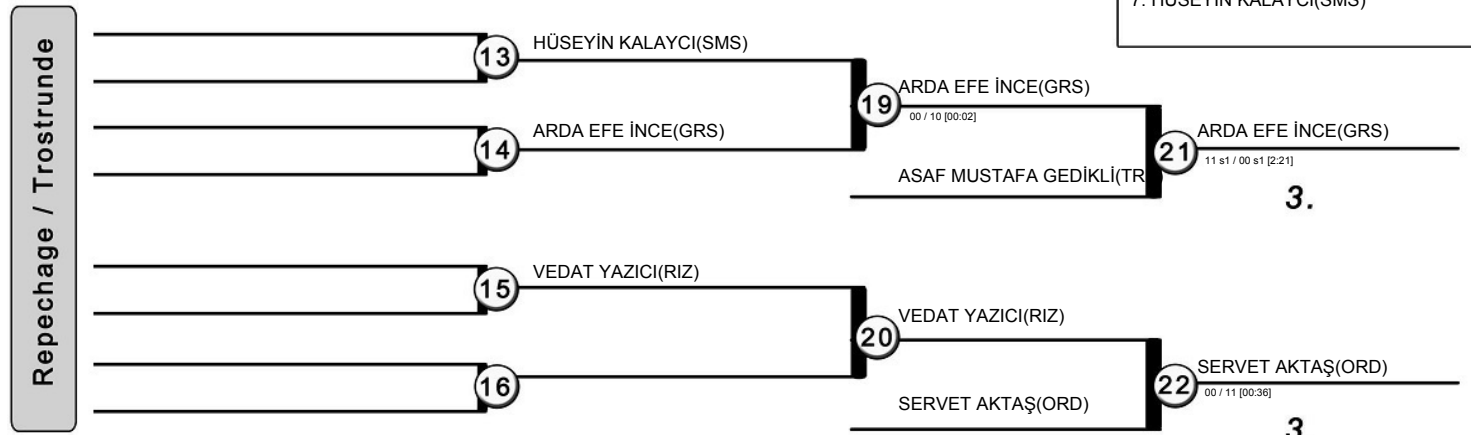 7. HÜSEYİN KALAYCI(SMS)
Repechage / Trostrunde
13
HÜSEYİN KALAYCI(SMS)
19
ARDA EFE İNCE(GRS)
00 / 10 [00:02]
14
ARDA EFE İNCE(GRS)
21
ARDA EFE İNCE(GRS)
11 s1 / 00 s1 [2:21]
ASAF MUSTAFA GEDİKLİ(TR
3.
15
VEDAT YAZICI(RIZ)
20
VEDAT YAZICI(RIZ)
16
22
SERVET AKTAŞ(ORD)
00 / 11 [00:36]
SERVET AKTAŞ(ORD)
3